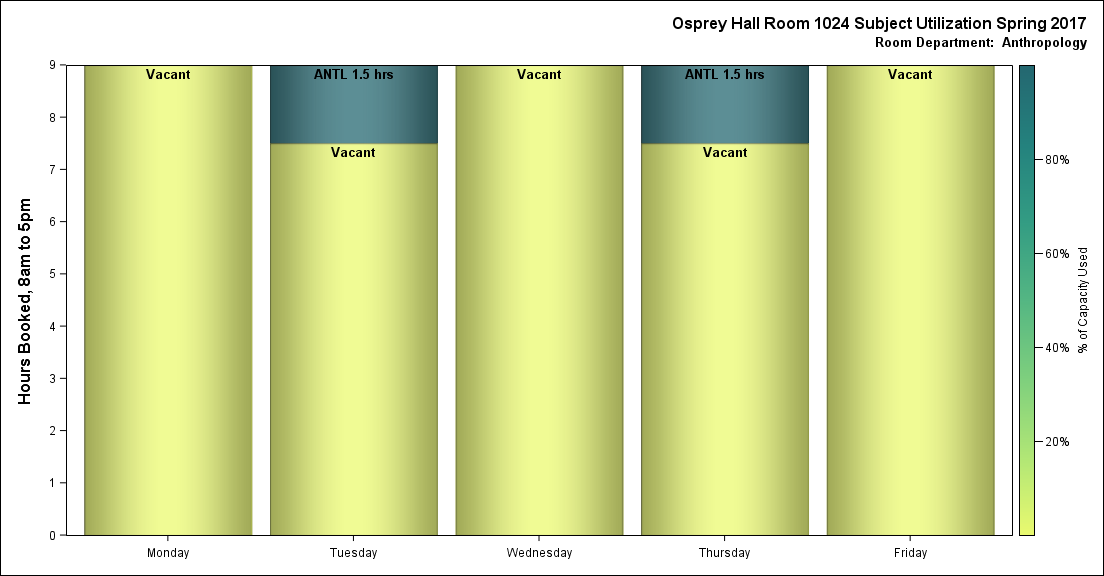 Osprey Hall Room 1024 Subject Utilization Spring 2017
Room Department: Anthropology
Hours Booked, 8am to 5pm
9
8
7
6
5
4
3
2
1
0
Vacant
ANTL 1.5 hrs
Vacant
Vacant
ANTL 1.5 hrs
Vacant
Vacant
Monday
Tuesday
Wednesday
Thursday
Friday
80%
60%
40%
20%
% of Capacity Used